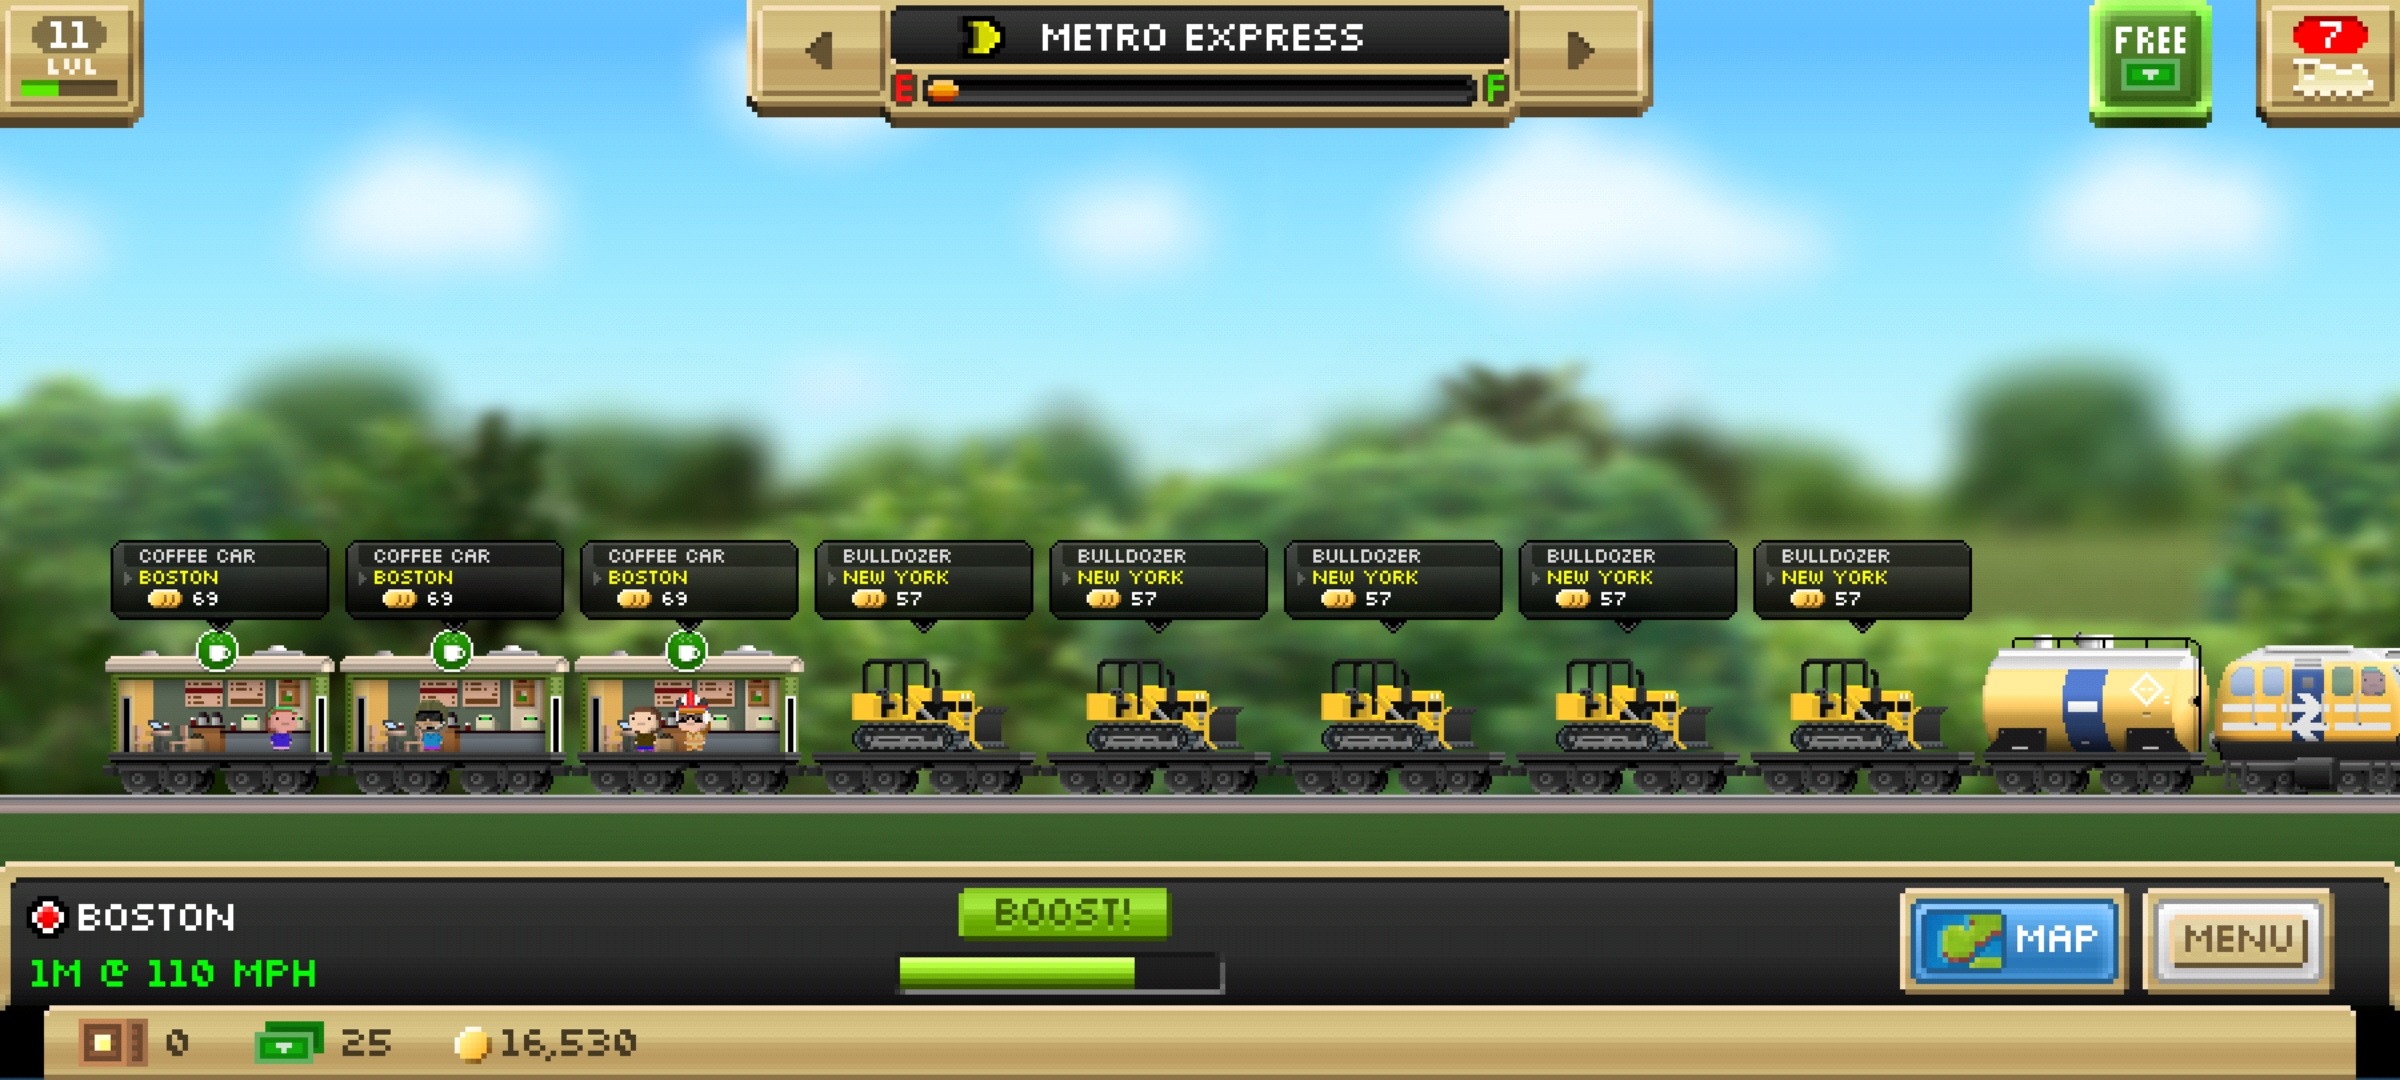 11
LVL
METRO EXPRESS
E F
FREE
7
COFFEE CAR
BOSTON
69
COFFEE CAR
BOSTON
69
COFFEE CAR
BOSTON
69
BULLDOZER
NEW YORK
57
BULLDOZER
NEW YORK
57
BULLDOZER
NEW YORK
57
BULLDOZER
NEW YORK
57
BULLDOZER
NEW YORK
57
BOSTON
1M @ 110 MPH
BOOST!
MAP
MENU
0 25 16,530